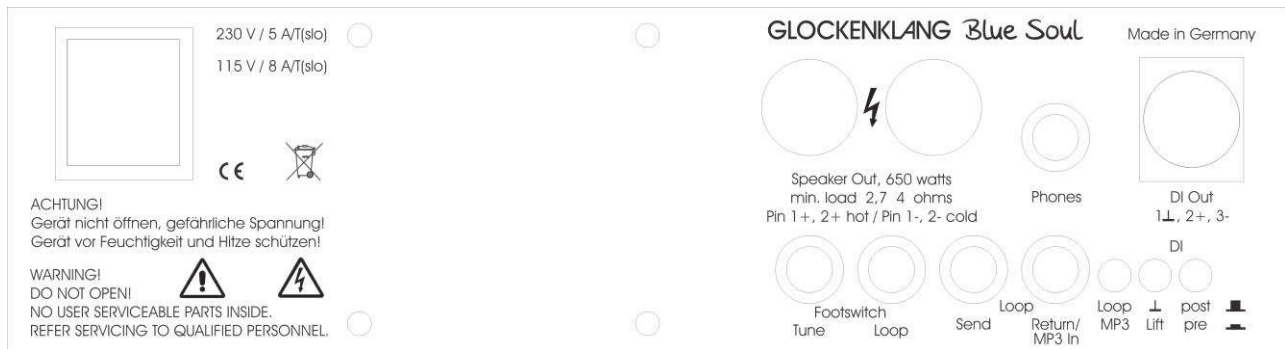 230 V / 5 A/T(slo)
115 V / 8 A/T(slo)
CE
ACHTUNG!
Gerät nicht öffnen, gefährliche Spannung!
Gerät vor Feuchtigkeit und Hitze schützen!
WARNING!
DO NOT OPEN!
NO USER SERVICEABLE PARTS INSIDE.
REFER SERVICING TO QUALIFIED PERSONNEL.
GLOCKENKLANG Blue Soul
Made in Germany
Speaker Out, 650 watts
min. load 2,7 4 ohms
Pin 1+, 2+ hot / Pin 1-, 2- cold
Phones
DI Out
1⊥, 2+, 3-
DI
Footswitch
Tune Loop
Loop
Send Return/
MP3 In
Loop ⊥ post
MP3 Lift pre